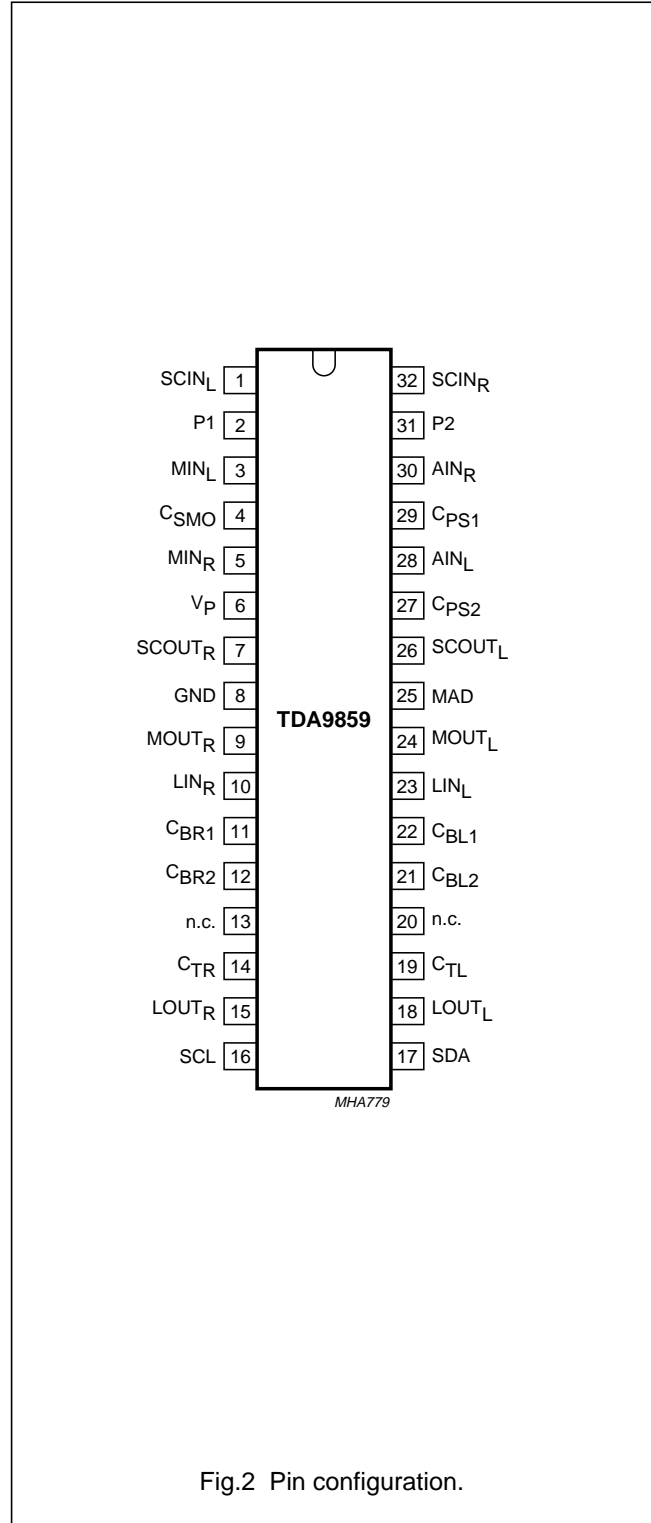 SCINL 1 32 SCINR
P1 2 31 P2
MINL 3 30 AINR
CSMO 4 29 CPS1
MINR 5 28 AINL
VP 6 27 CPS2
SCOUTR 7 26 SCOUTL
GND 8 25 MAD
TDA9859
MOUTR 9 24 MOUTL
LINR 10 23 LINL
CBR1 11 22 CBL1
CBR2 12 21 CBL2
n.c. 13 20 n.c.
CTR 14 19 CTL
LOUTR 15 18 LOUTL
SCL 16 17 SDA
MHA779
Fig.2 Pin configuration.